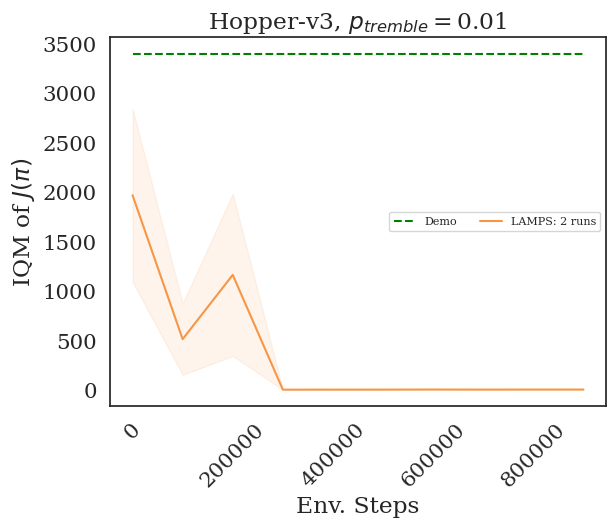 Hopper-v3, $p_{tremble} = 0.01$
3500
3000
2500
2000
1500
1000
500
0
IQM of $J(\pi)$
Demo
LAMPS: 2 runs
0
200000
400000
600000
800000
Env. Steps